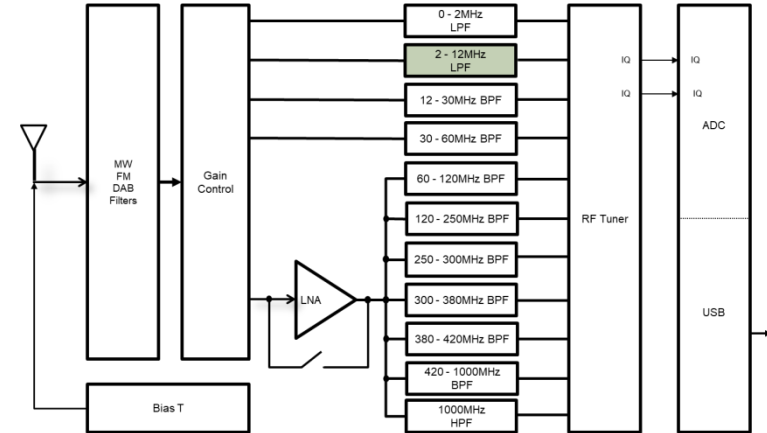 0 - 2MHz
LPF
2 - 12MHz
LPF
12 - 30MHz BPF
30 - 60MHz BPF
60 - 120MHz BPF
120 - 250MHz BPF
250 - 300MHz BPF
300 - 380MHz BPF
380 - 420MHz BPF
420 - 1000MHz
BPF
1000MHz
HPF
MW
FM
DAB
Filters
Gain
Control
LNA
Bias T
RF Tuner
IQ
IQ
IQ
IQ
ADC
USB